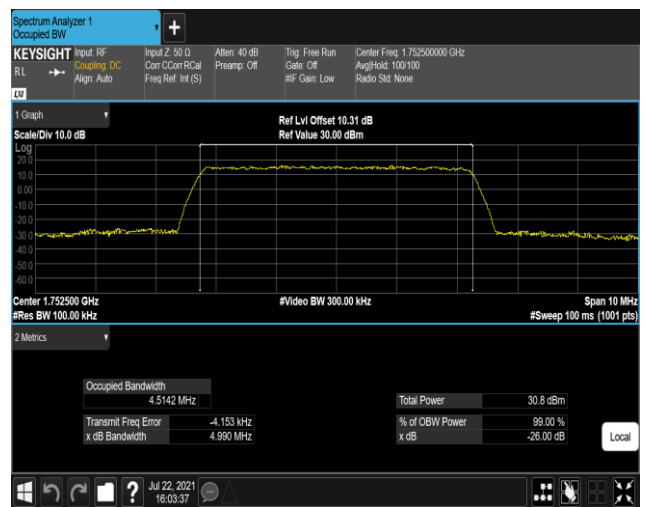 Spectrum Analyzer 1
Occupied BW
+
KEYSIGHT Input: RF Input Z: 50 Ω Atten: 40 dB Trig: Free Run Center Freq: 1.752500000 GHz
R L Coupling: DC Corr CCorr RCal Preamp: Off Gate: Off Avg|Hold: 100/100
Align: Auto Freq Ref: Int (S) #IF Gain: Low Radio Std: None
LXI
1 Graph Ref Lvl Offset 10.31 dB
Scale/Div 10.0 dB Ref Value 30.00 dBm
Log
20.0
10.0
0.00
-10.0
-20.0
-30.0
-40.0
-50.0
-60.0
Center 1.752500 GHz #Video BW 300.00 kHz Span 10 MHz
#Res BW 100.00 kHz #Sweep 100 ms (1001 pts)
2 Metrics
Occupied Bandwidth
4.5142 MHz Total Power 30.8 dBm
Transmit Freq Error -4.153 kHz % of OBW Power 99.00 %
x dB Bandwidth 4.990 MHz x dB -26.00 dB
Local
? Jul 22, 2021
16:03:37